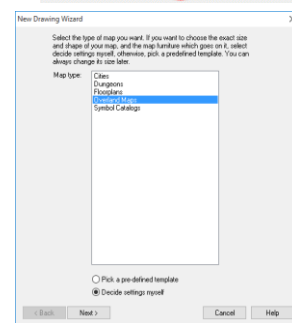 New Drawing Wizard
Select the type of map you want. If you want to choose the exact size
and shape of your map, and the map furniture which goes on it, select
decide settings myself, otherwise, pick a predefined template. You can
always change its size later.
Map type:
Cities
Dungeons
Floorplans
Overland Maps
Symbol Catalogs
Pick a pre-defined template
Decide settings myself
< Back
Next >
Cancel
Help